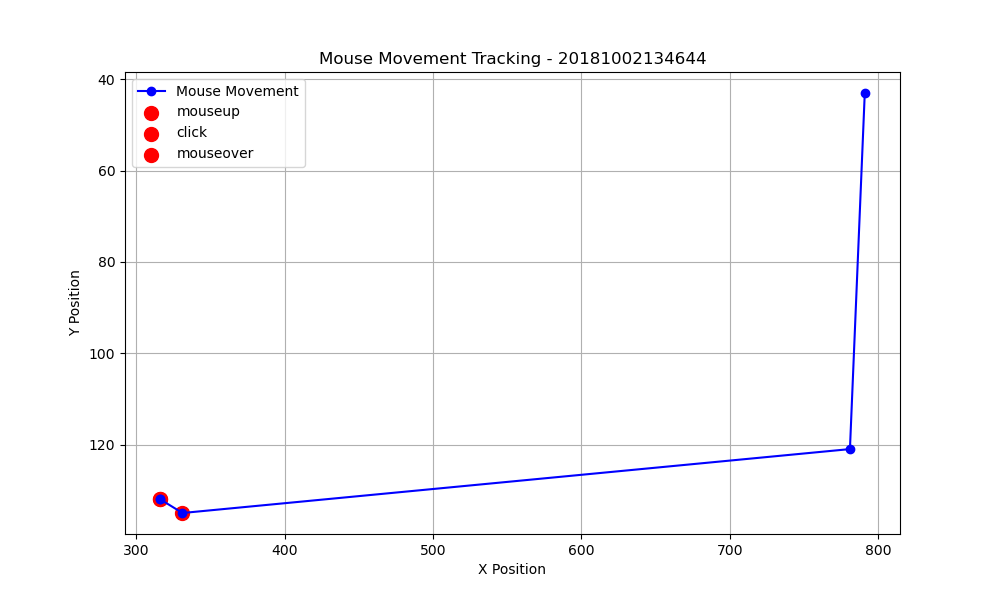 Mouse Movement Tracking - 20181002134644
Mouse Movement
mouseup
click
mouseover
40
60
80
100
120
Y Position
300 400 500 600 700 800
X Position